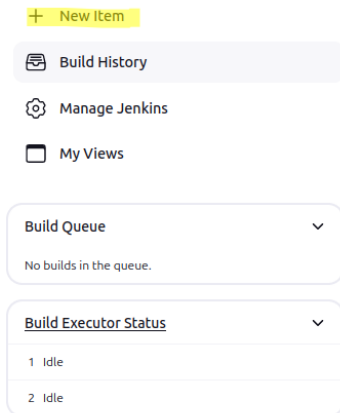 + New Item
Build History
Manage Jenkins
My Views
Build Queue
No builds in the queue.
Build Executor Status
1 Idle
2 Idle